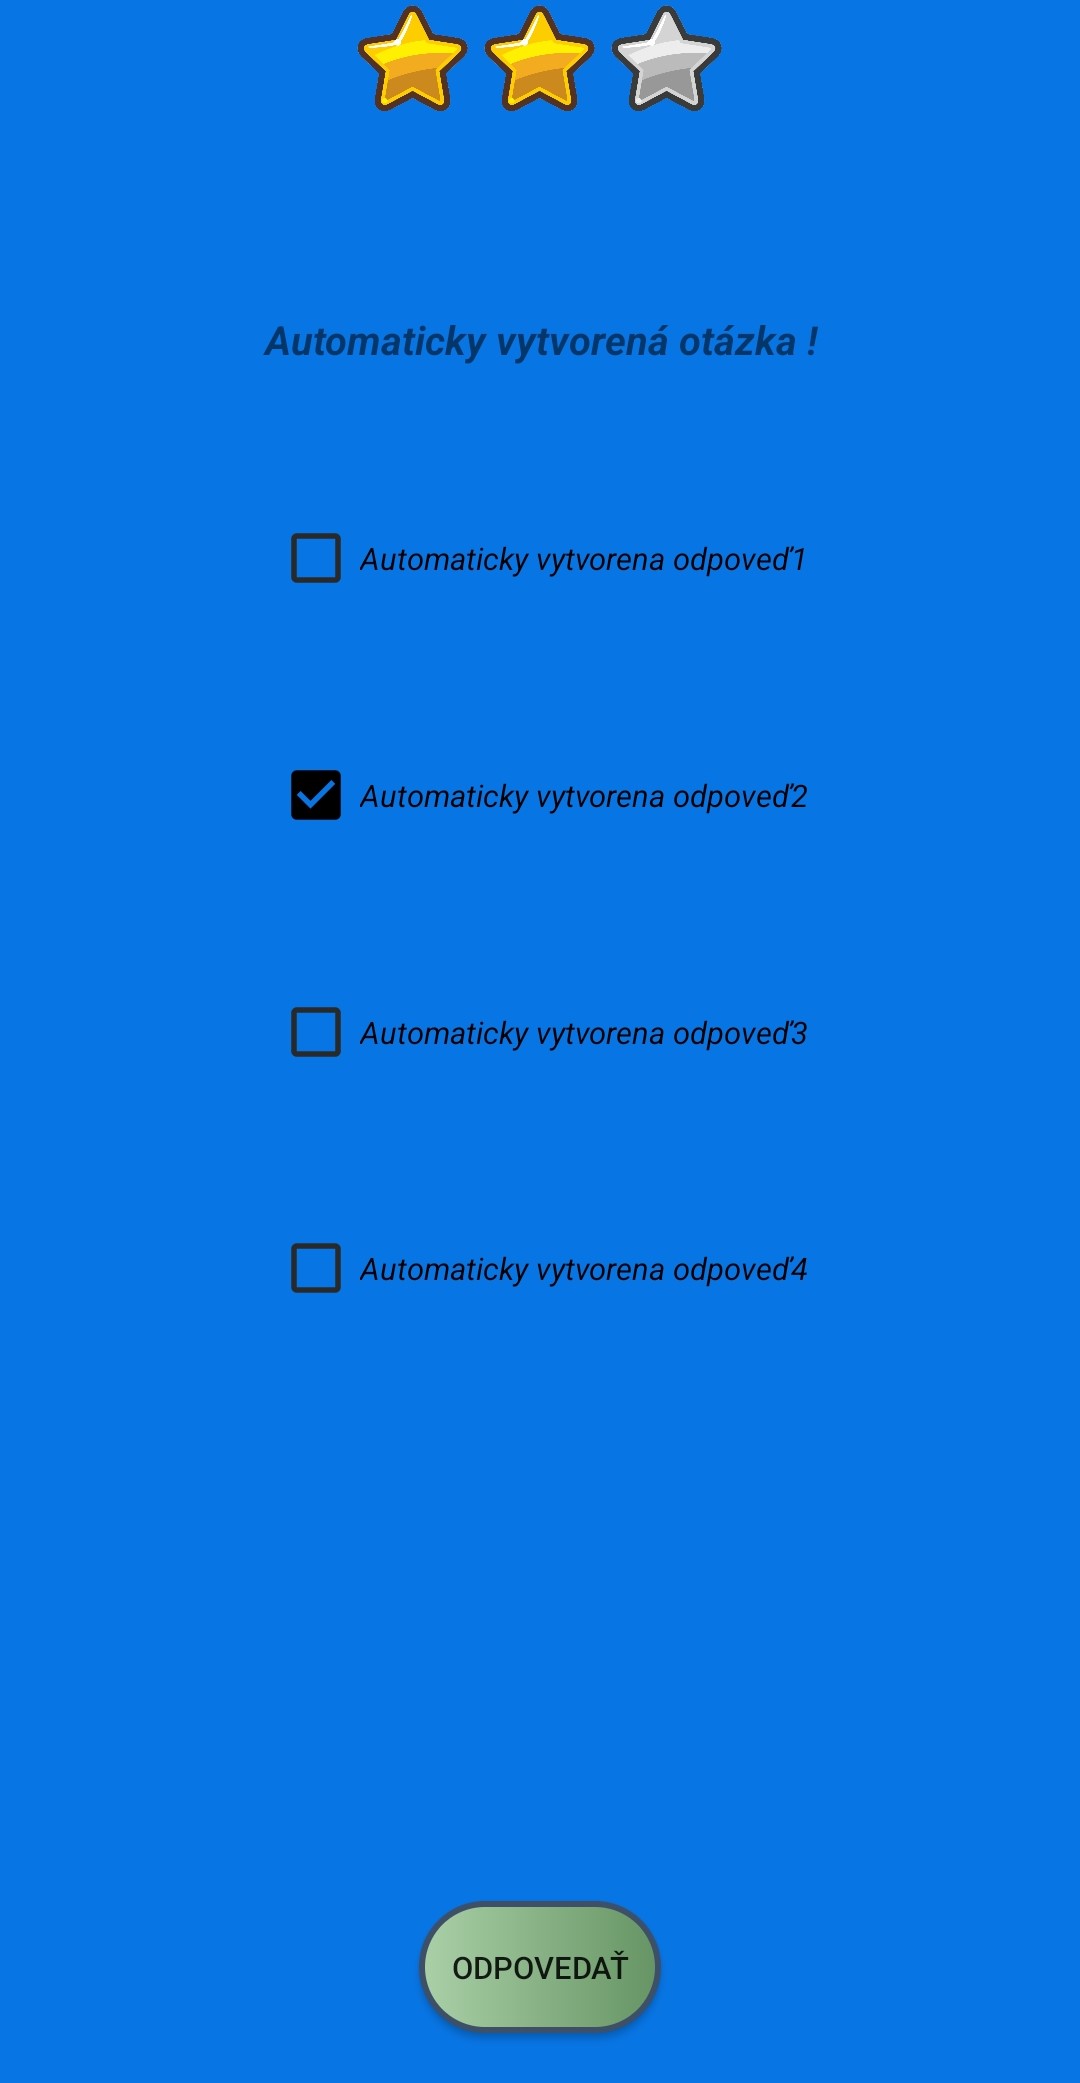 Automaticky vytvorená otázka !
Automaticky vytvorena odpoveď1
Automaticky vytvorena odpoveď2
Automaticky vytvorena odpoveď3
Automaticky vytvorena odpoveď4
ODPOVEDAŤ